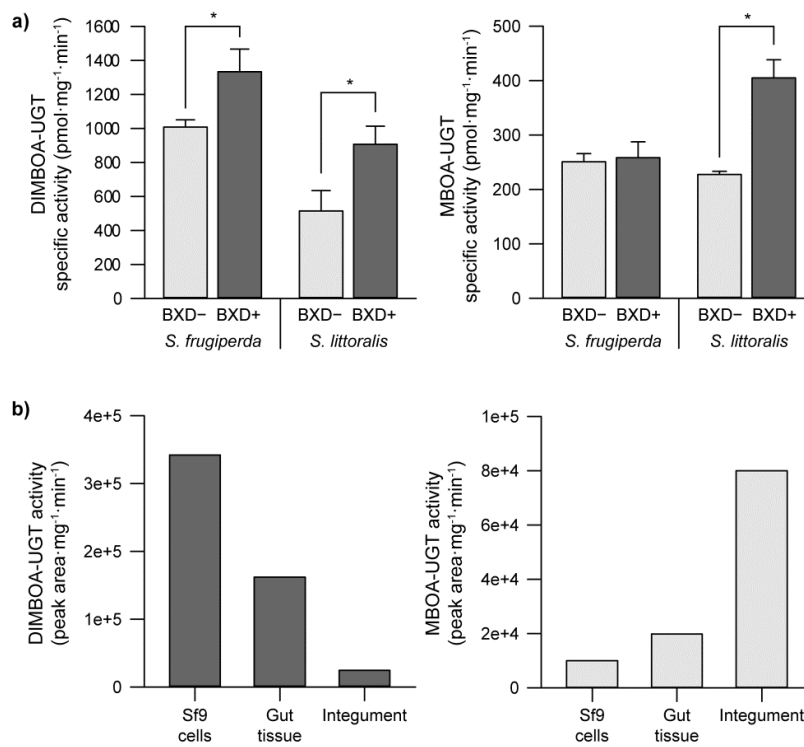 a)
DIMBOA-UGT
specific activity (pmol·mg⁻¹·min⁻¹)
1600
1400
1200
1000
800
600
400
200
0
*
*
BXD− BXD+ BXD− BXD+
S. frugiperda S. littoralis
MBOA-UGT
specific activity (pmol·mg⁻¹·min⁻¹)
500
400
300
200
100
0
*
BXD− BXD+ BXD− BXD+
S. frugiperda S. littoralis
b)
DIMBOA-UGT activity
(peak area·mg⁻¹·min⁻¹)
4e+5
3e+5
2e+5
1e+5
0
Sf9 Gut Integument
cells tissue
MBOA-UGT activity
(peak area·mg⁻¹·min⁻¹)
1e+5
8e+4
6e+4
4e+4
2e+4
0
Sf9 Gut Integument
cells tissue